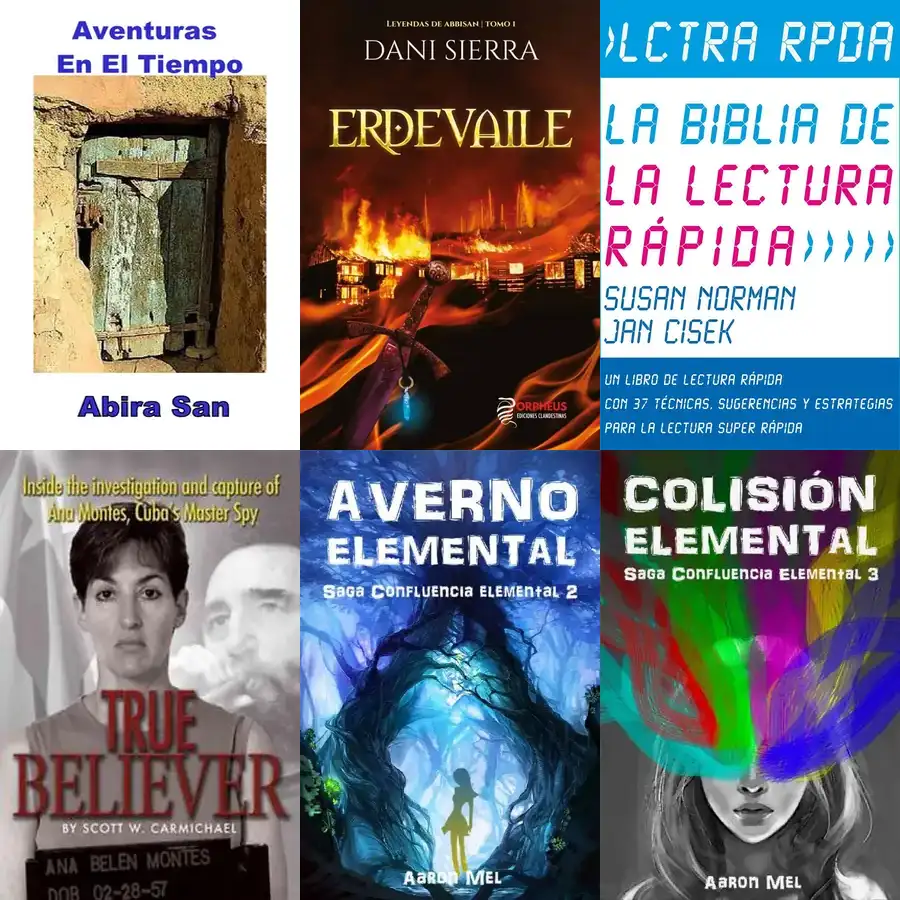 Aventuras
En El Tiempo
Abira San
LEYENDAS DE ABBISAN | TOMO 1
DANI SIERRA
ERDEVAILE
ORPHEUS
EDICIONES CLANDESTINAS
›LCTRA RPDA
LA BIBLIA DE
LA LECTURA
RÁPIDA›››››
SUSAN NORMAN
JAN CISEK
UN LIBRO DE LECTURA RÁPIDA
CON 37 TÉCNICAS, SUGERENCIAS Y ESTRATEGIAS
PARA LA LECTURA SUPER RÁPIDA
Inside the investigation and capture of
Ana Montes, Cuba's Master Spy
TRUE
BELIEVER
BY SCOTT W. CARMICHAEL
ANA BELEN MONTES
DOB 02-28-57
AVERNO
ELEMENTAL
SAGA CONFLUENCIA ELEMENTAL 2
AARON MEL
COLISIÓN
ELEMENTAL
SAGA CONFLUENCIA ELEMENTAL 3
AARON MEL